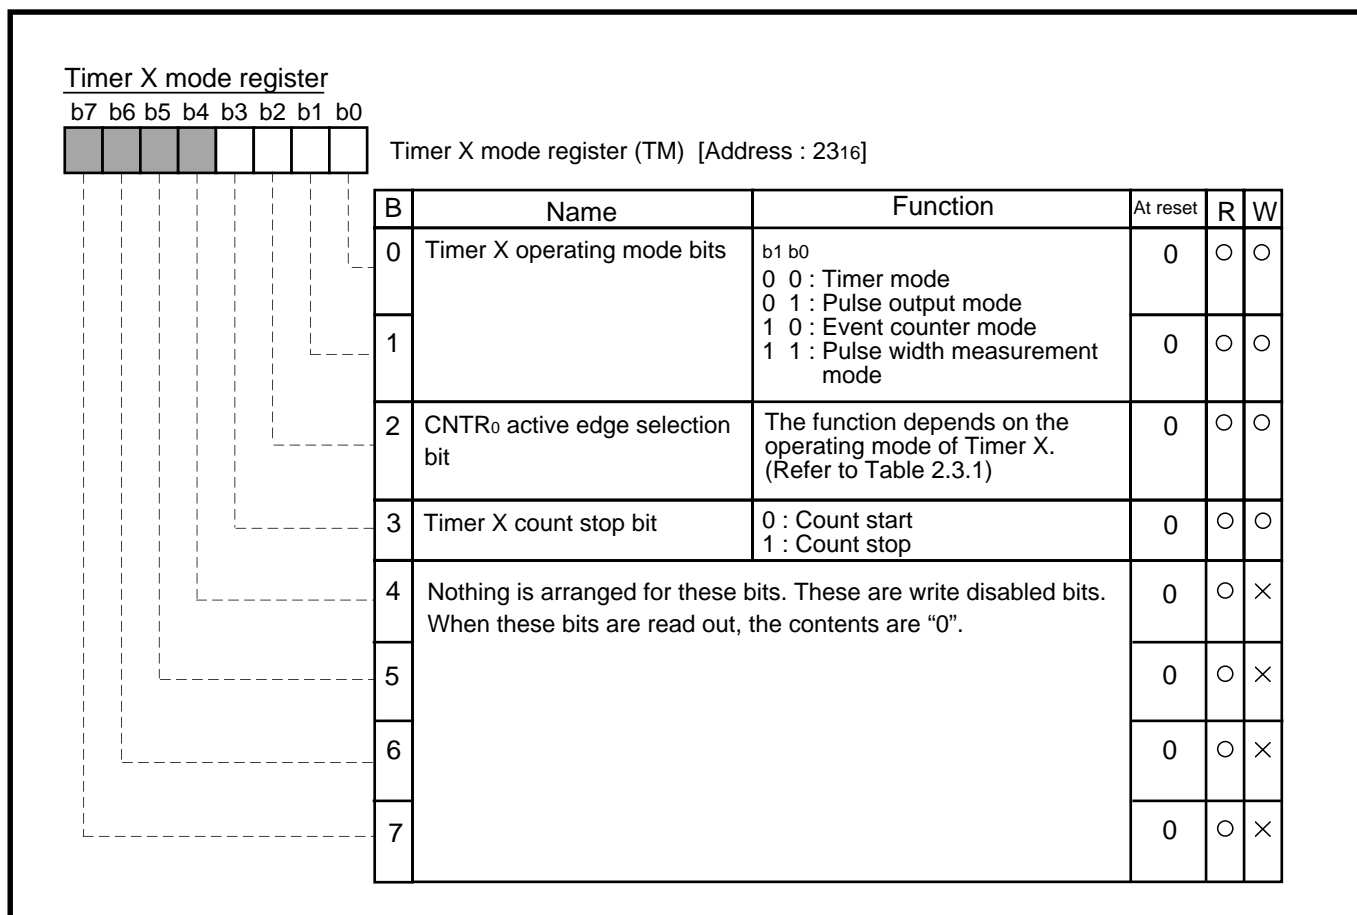 Timer X mode register
b7 b6 b5 b4 b3 b2 b1 b0
Timer X mode register (TM) [Address : 2316]
B Name Function At reset R W
0 Timer X operating mode bits b1 b0 0 ○ ○
0 0 : Timer mode
0 1 : Pulse output mode
1 0 : Event counter mode
1 1 1 : Pulse width measurement 0 ○ ○
mode
2 CNTR0 active edge selection The function depends on the 0 ○ ○
bit operating mode of Timer X.
(Refer to Table 2.3.1)
3 Timer X count stop bit 0 : Count start 0 ○ ○
1 : Count stop
4 Nothing is arranged for these bits. These are write disabled bits. 0 ○ ×
When these bits are read out, the contents are “0”.
5 0 ○ ×
6 0 ○ ×
7 0 ○ ×